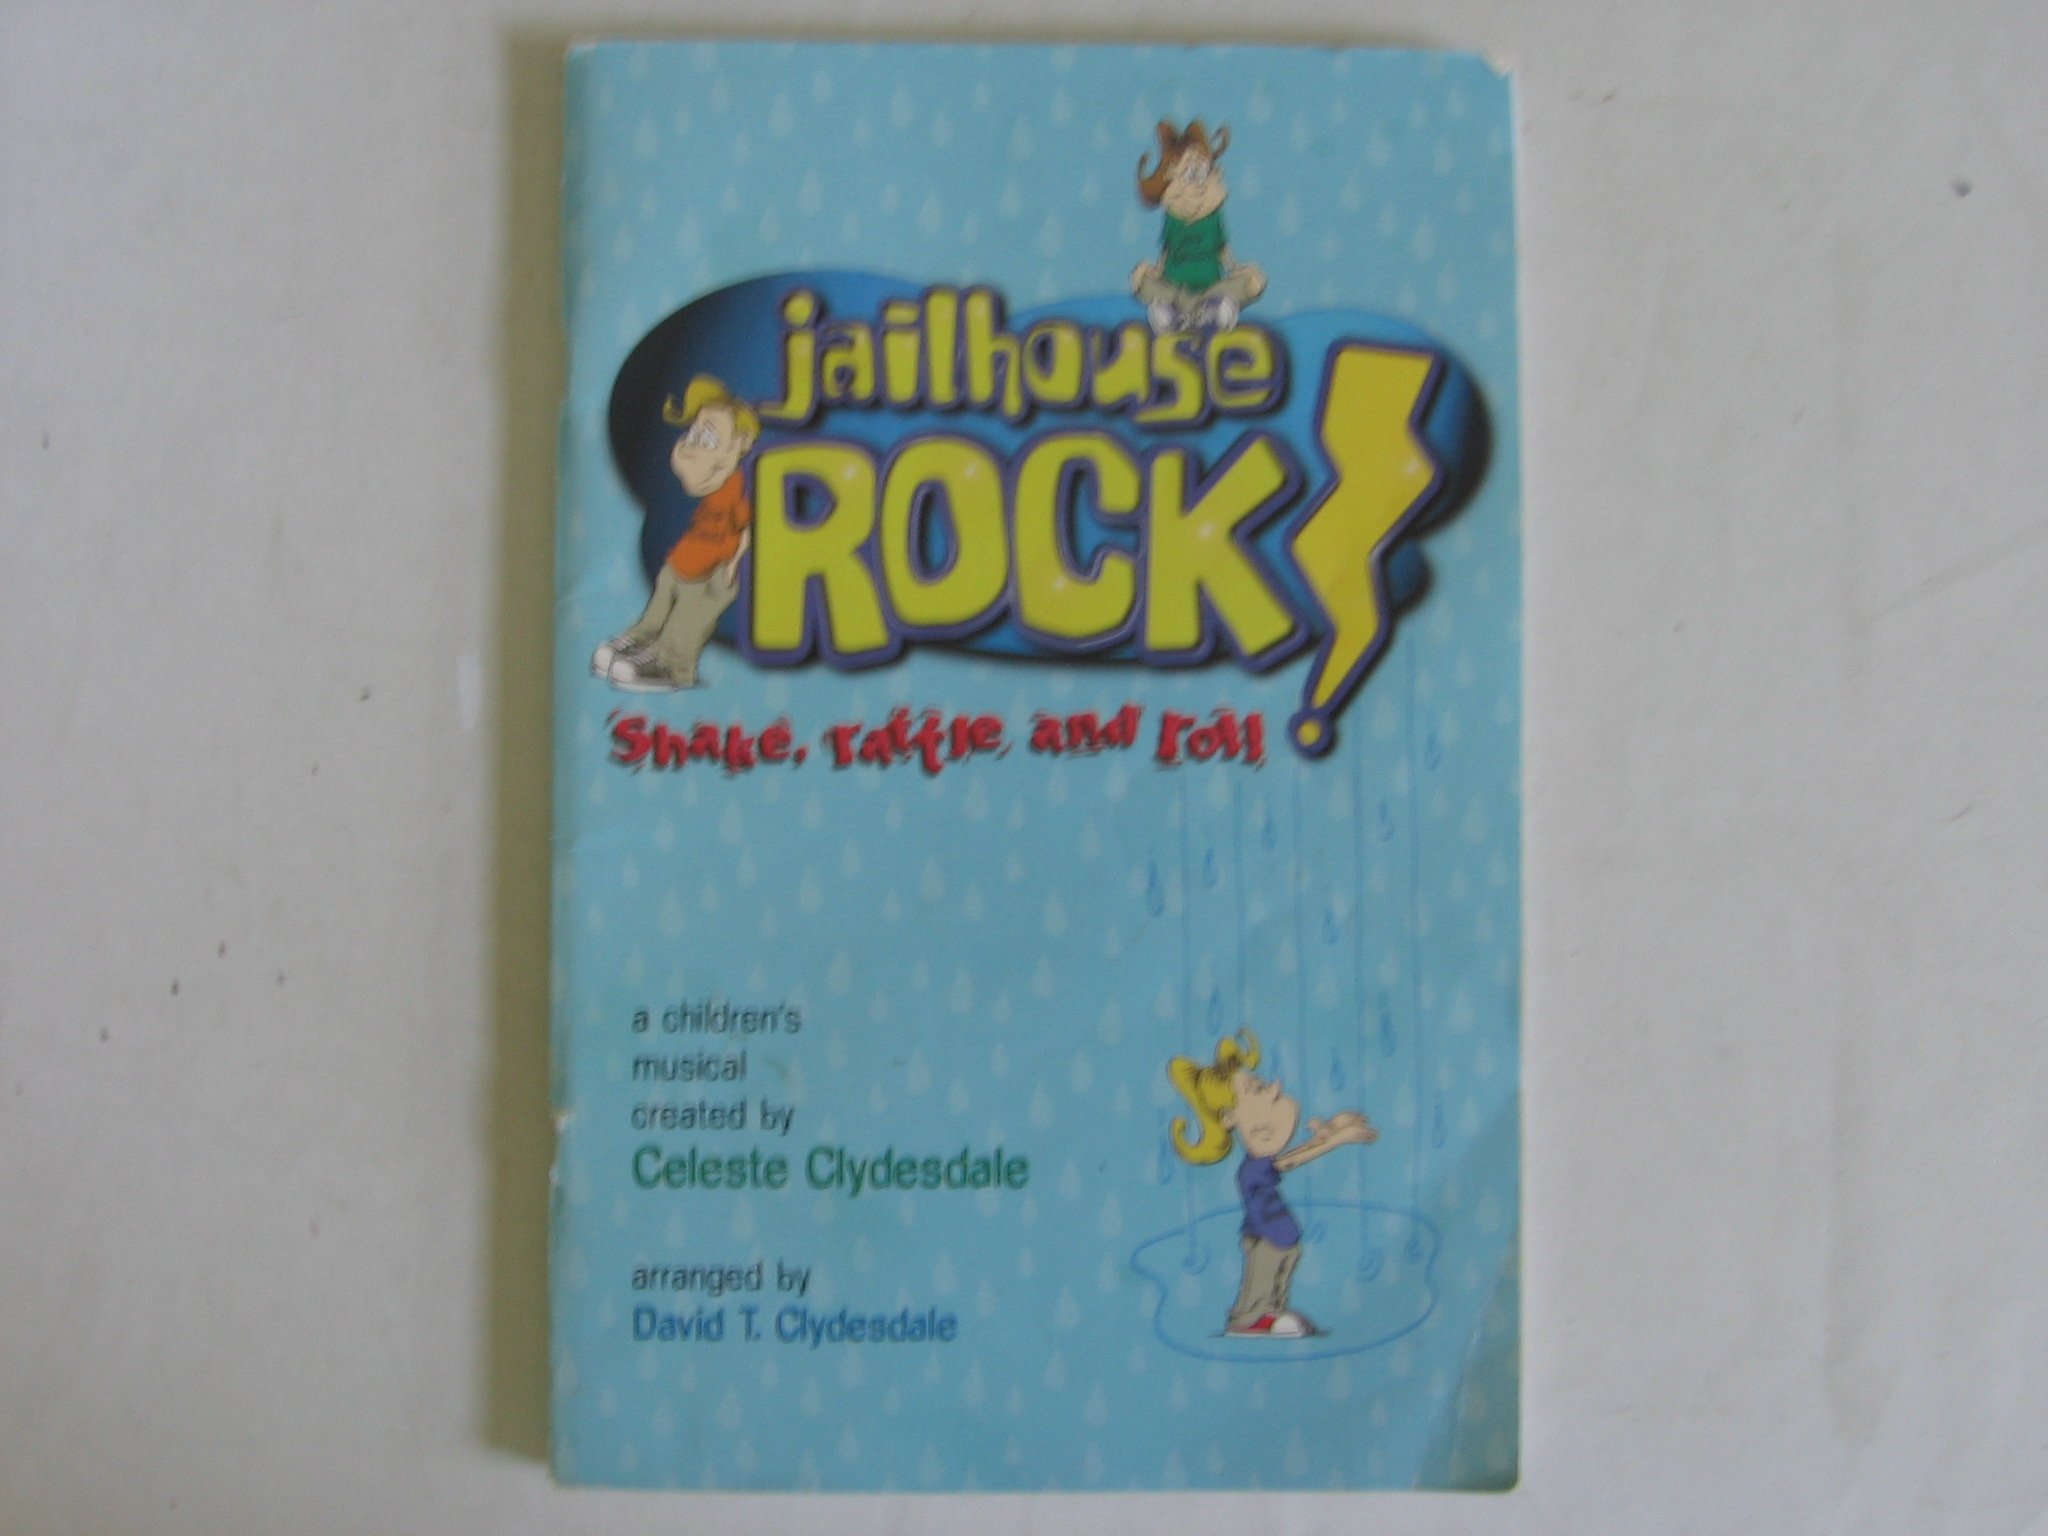 jailhouse
ROCK!
Shake, rattle, and roll
a children's
musical
created by
Celeste Clydesdale
arranged by
David T. Clydesdale